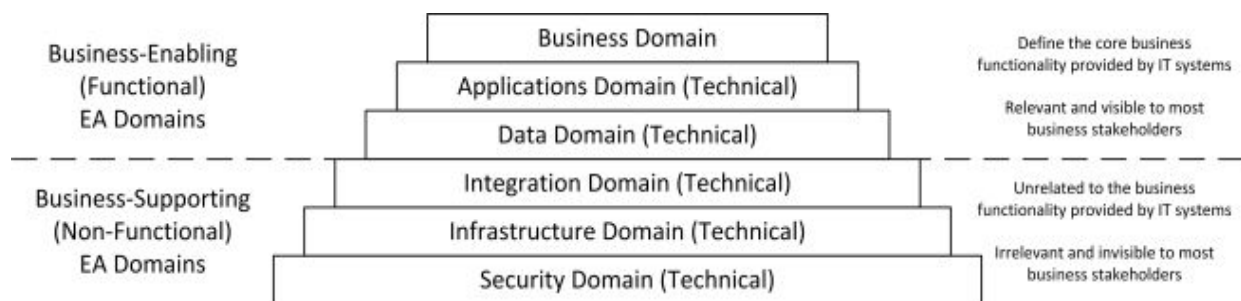 Business-Enabling
(Functional)
EA Domains
Business Domain
Applications Domain (Technical)
Data Domain (Technical)
Define the core business
functionality provided by IT systems
Relevant and visible to most
business stakeholders
Business-Supporting
(Non-Functional)
EA Domains
Integration Domain (Technical)
Infrastructure Domain (Technical)
Security Domain (Technical)
Unrelated to the business
functionality provided by IT systems
Irrelevant and invisible to most
business stakeholders